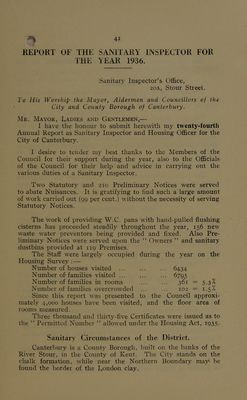 42
REPORT OF THE SANITARY INSPECTOR FOR
THE YEAR 1936.
Sanitary Inspector's Office,
20A, Stour Street.
To His Worship the Mayor, Aldermen and Councillors of the
City and County Borough of Canterbury.
MR. MAYOR, LADIES AND GENTLEMEN,—
I have the honour to submit herewith my twenty-fourth
Annual Report as Sanitary Inspector and Housing Officer for the
City of Canterbury.
I desire to tender my best thanks to the Members of the
Council for their support during the year, also to the Officials
of the Council for their help and advice in carrying out the
various duties of a Sanitary Inspector.
Two Statutory and 210 Preliminary Notices were served
to abate Nuisances. It is gratifying to find such a large amount
of work carried out (99 per cent.) without the necessity of serving
Statutory Notices.
The work of providing W.C. pans with hand-pulled flushing
cisterns has proceeded steadily throughout the year, 156 new
waste water preventers being provided and fixed. Also Pre-
liminary Notices were served upon the "Owners" and sanitary
dustbins provided at 119 Premises.
The Staff were largely occupied during the year on the
Housing Survey :—
Number of houses visited ... ... ... 6434
Number of families visited ... ... ... 6795
Number of families in rooms ... ... 361 = 5.3%
Number of families overcrowded ... ... 102 = 1.5%
Since this report was presented to the Council approxi-
mately 4,000 houses have been visited, and the floor area of
rooms measured.
Three thousand and thirty-five Certificates were issued as to
the "Permitted Number" allowed under the Housing Act, 1935.
Sanitary Circumstances of the District.
Canterbury is a County Borough, built on the banks of the
River Stour, in the County of Kent. The City stands on the
chalk formation, while near the Northern Boundary may be
found the border of the London clay.